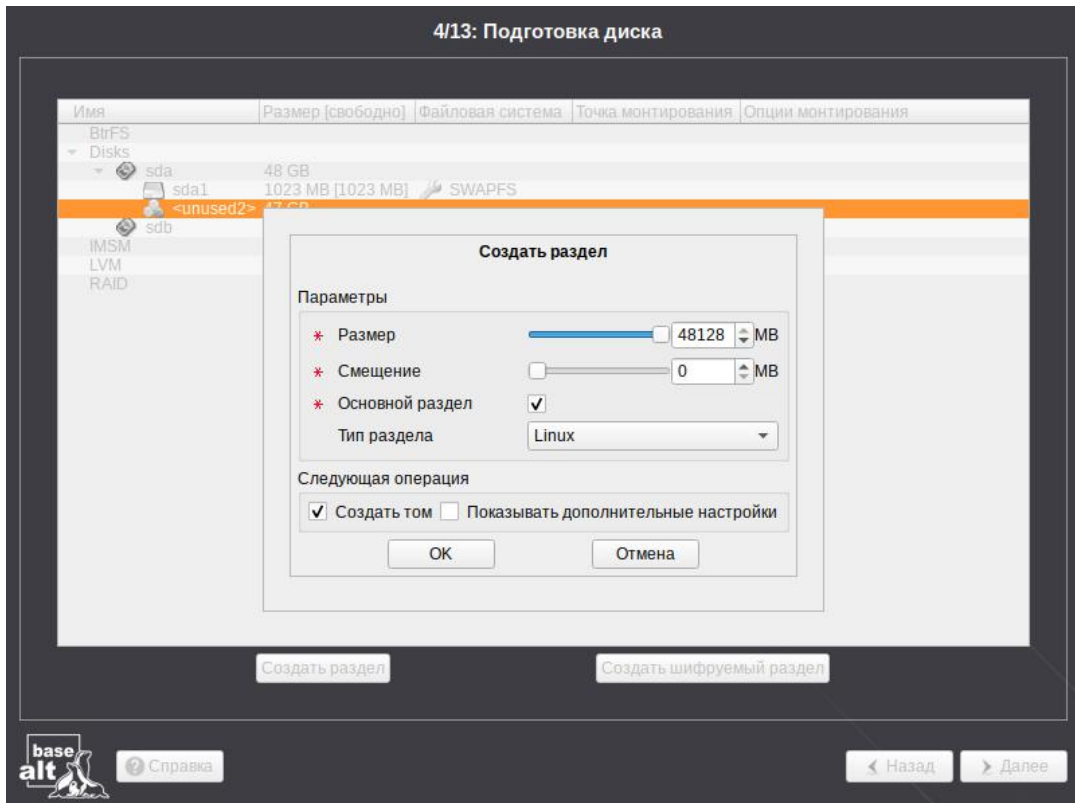 4/13: Подготовка диска
Имя Размер [свободно] Файловая система Точка монтирования Опции монтирования
BtrFS
Disks
sda 48 GB
sda1 1023 MB [1023 MB] SWAPFS
<unused2> 47 GB
sdb
IMSM
LVM
RAID
Создать раздел
Параметры
* Размер 48128 MB
* Смещение 0 MB
* Основной раздел
Тип раздела Linux
Следующая операция
Создать том Показывать дополнительные настройки
OK Отмена
Создать раздел Создать шифруемый раздел
base
alt
Справка Назад Далее